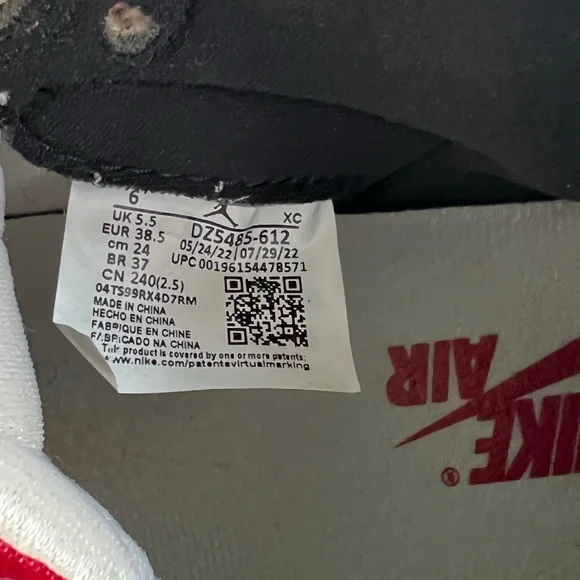 6 XC
UK 5.5 DZ5485-612
EUR 38.5 05/24/22 07/29/22
cm 24 UPC 00196154478571
BR 37
CN 240(2.5)
04TS99RX4D7RM
MADE IN CHINA
HECHO EN CHINA
FABRIQUE EN CHINE
FABRICADO NA CHINA
This product is covered by one or more patents:
www.nike.com/patentsvirtualmarking
NIKE ®
AIR